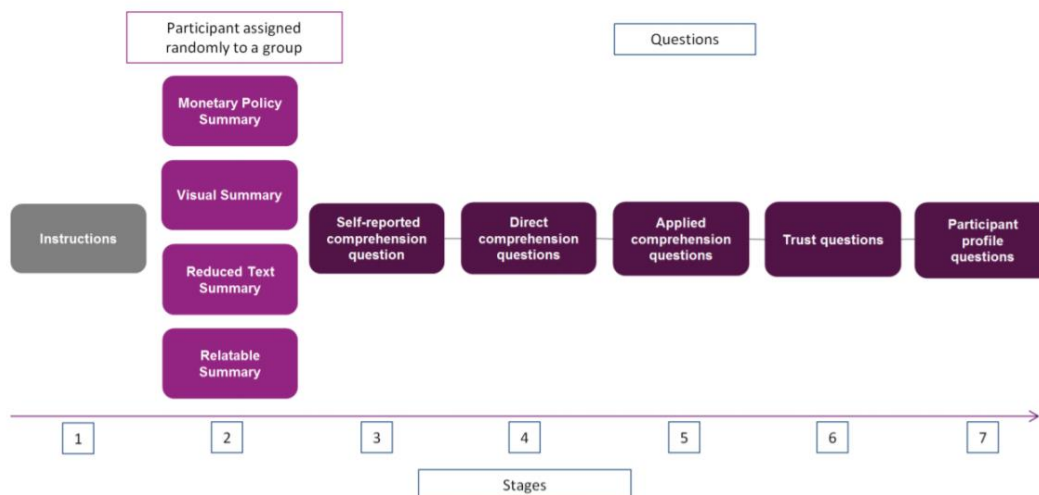 Participant assigned
randomly to a group
Questions
Monetary Policy
Summary
Visual Summary
Reduced Text
Summary
Relatable
Summary
Instructions
Self-reported
comprehension
question
Direct
comprehension
questions
Applied
comprehension
questions
Trust questions
Participant
profile
questions
1
2
3
4
5
6
7
Stages